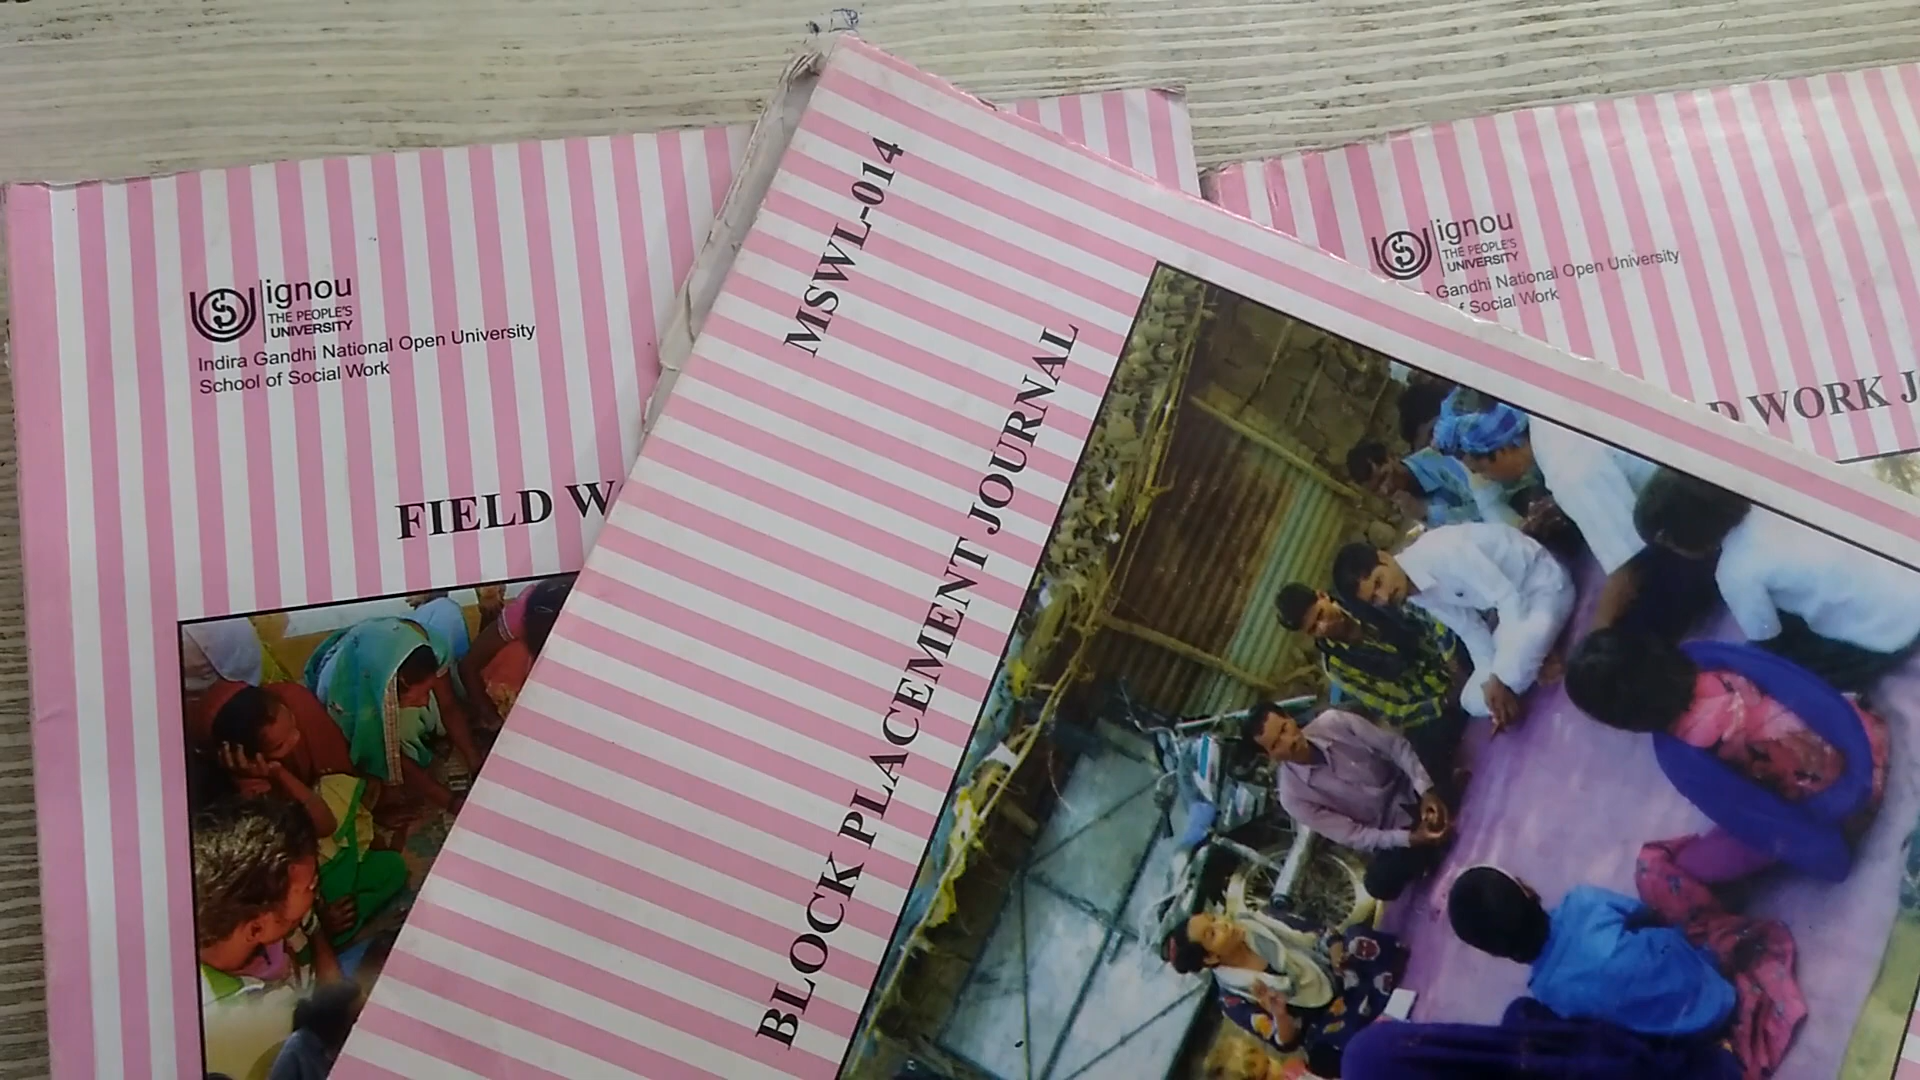 ignou
THE PEOPLE'S
UNIVERSITY
Indira Gandhi National Open University
School of Social Work
FIELD W
MSWL-014
BLOCK PLACEMENT JOURNAL
ignou
THE PEOPLE'S
UNIVERSITY
Gandhi National Open University
f Social Work
D WORK J